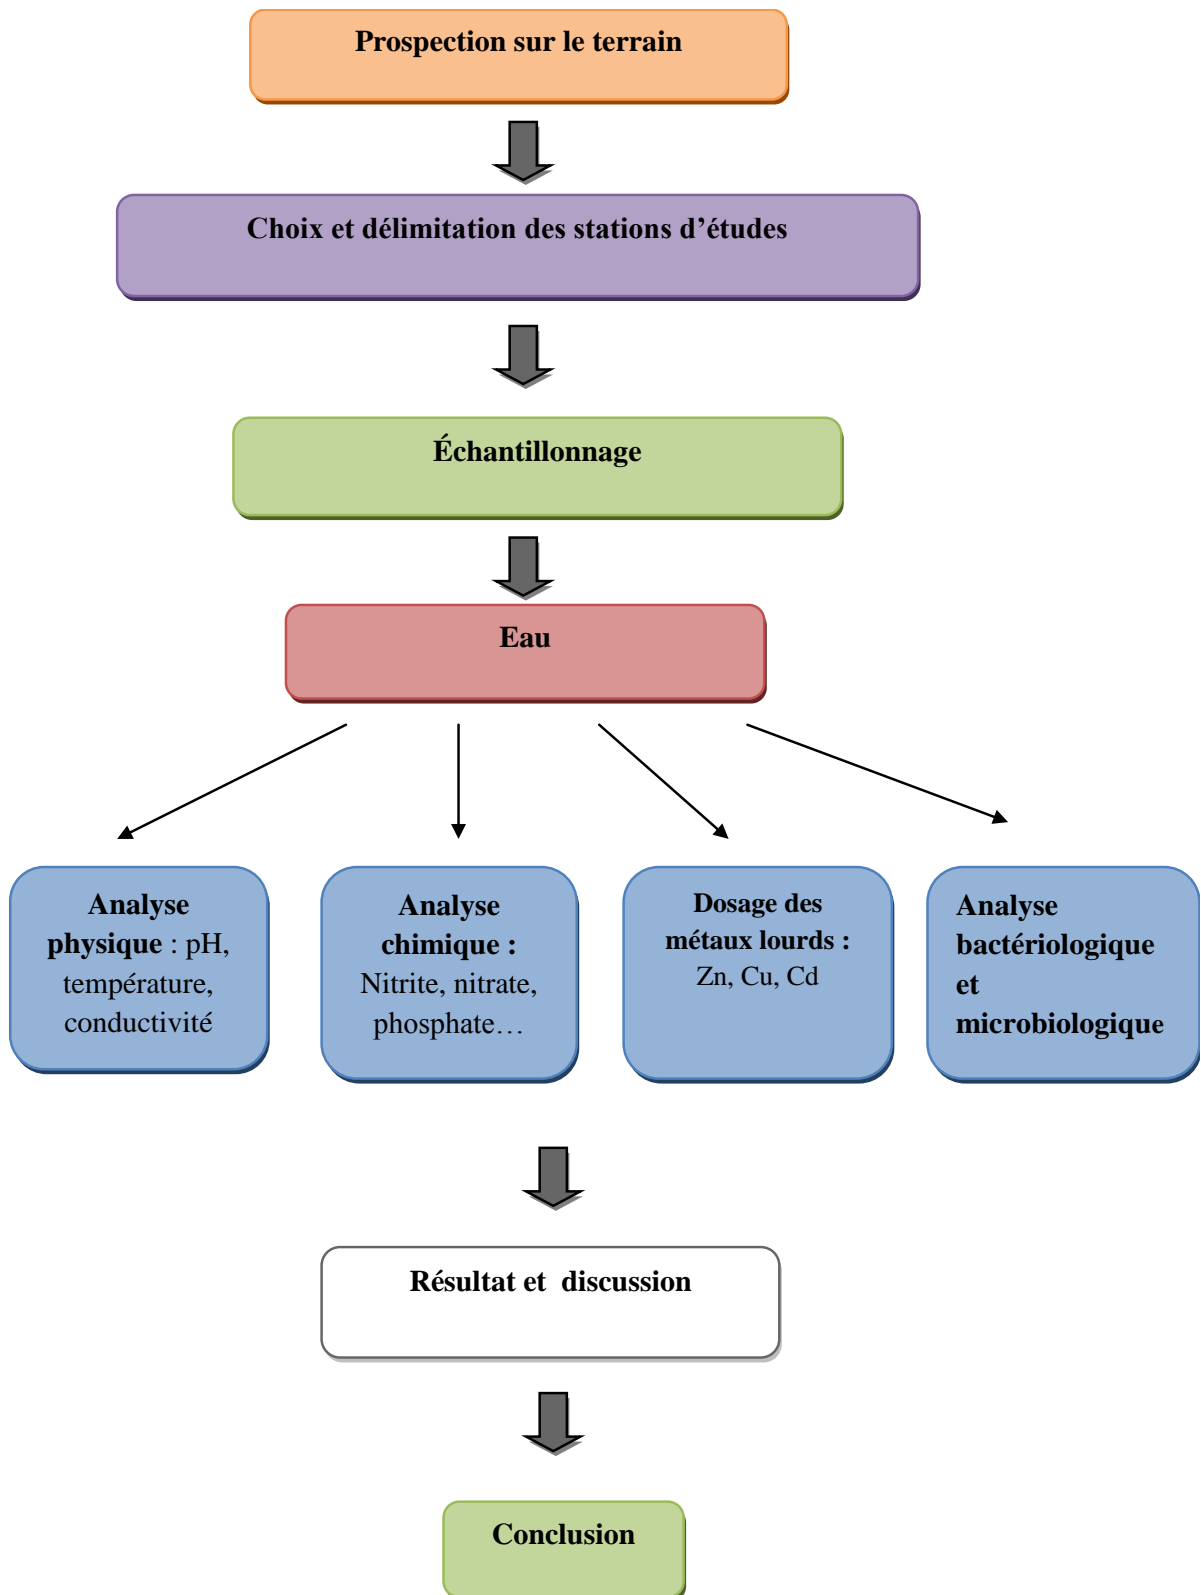 Prospection sur le terrain
Choix et délimitation des stations d’études
Échantillonnage
Eau
Analyse
physique : pH,
température,
conductivité
Analyse
chimique :
Nitrite, nitrate,
phosphate…
Dosage des
métaux lourds :
Zn, Cu, Cd
Analyse
bactériologique
et
microbiologique
Résultat et  discussion
Conclusion